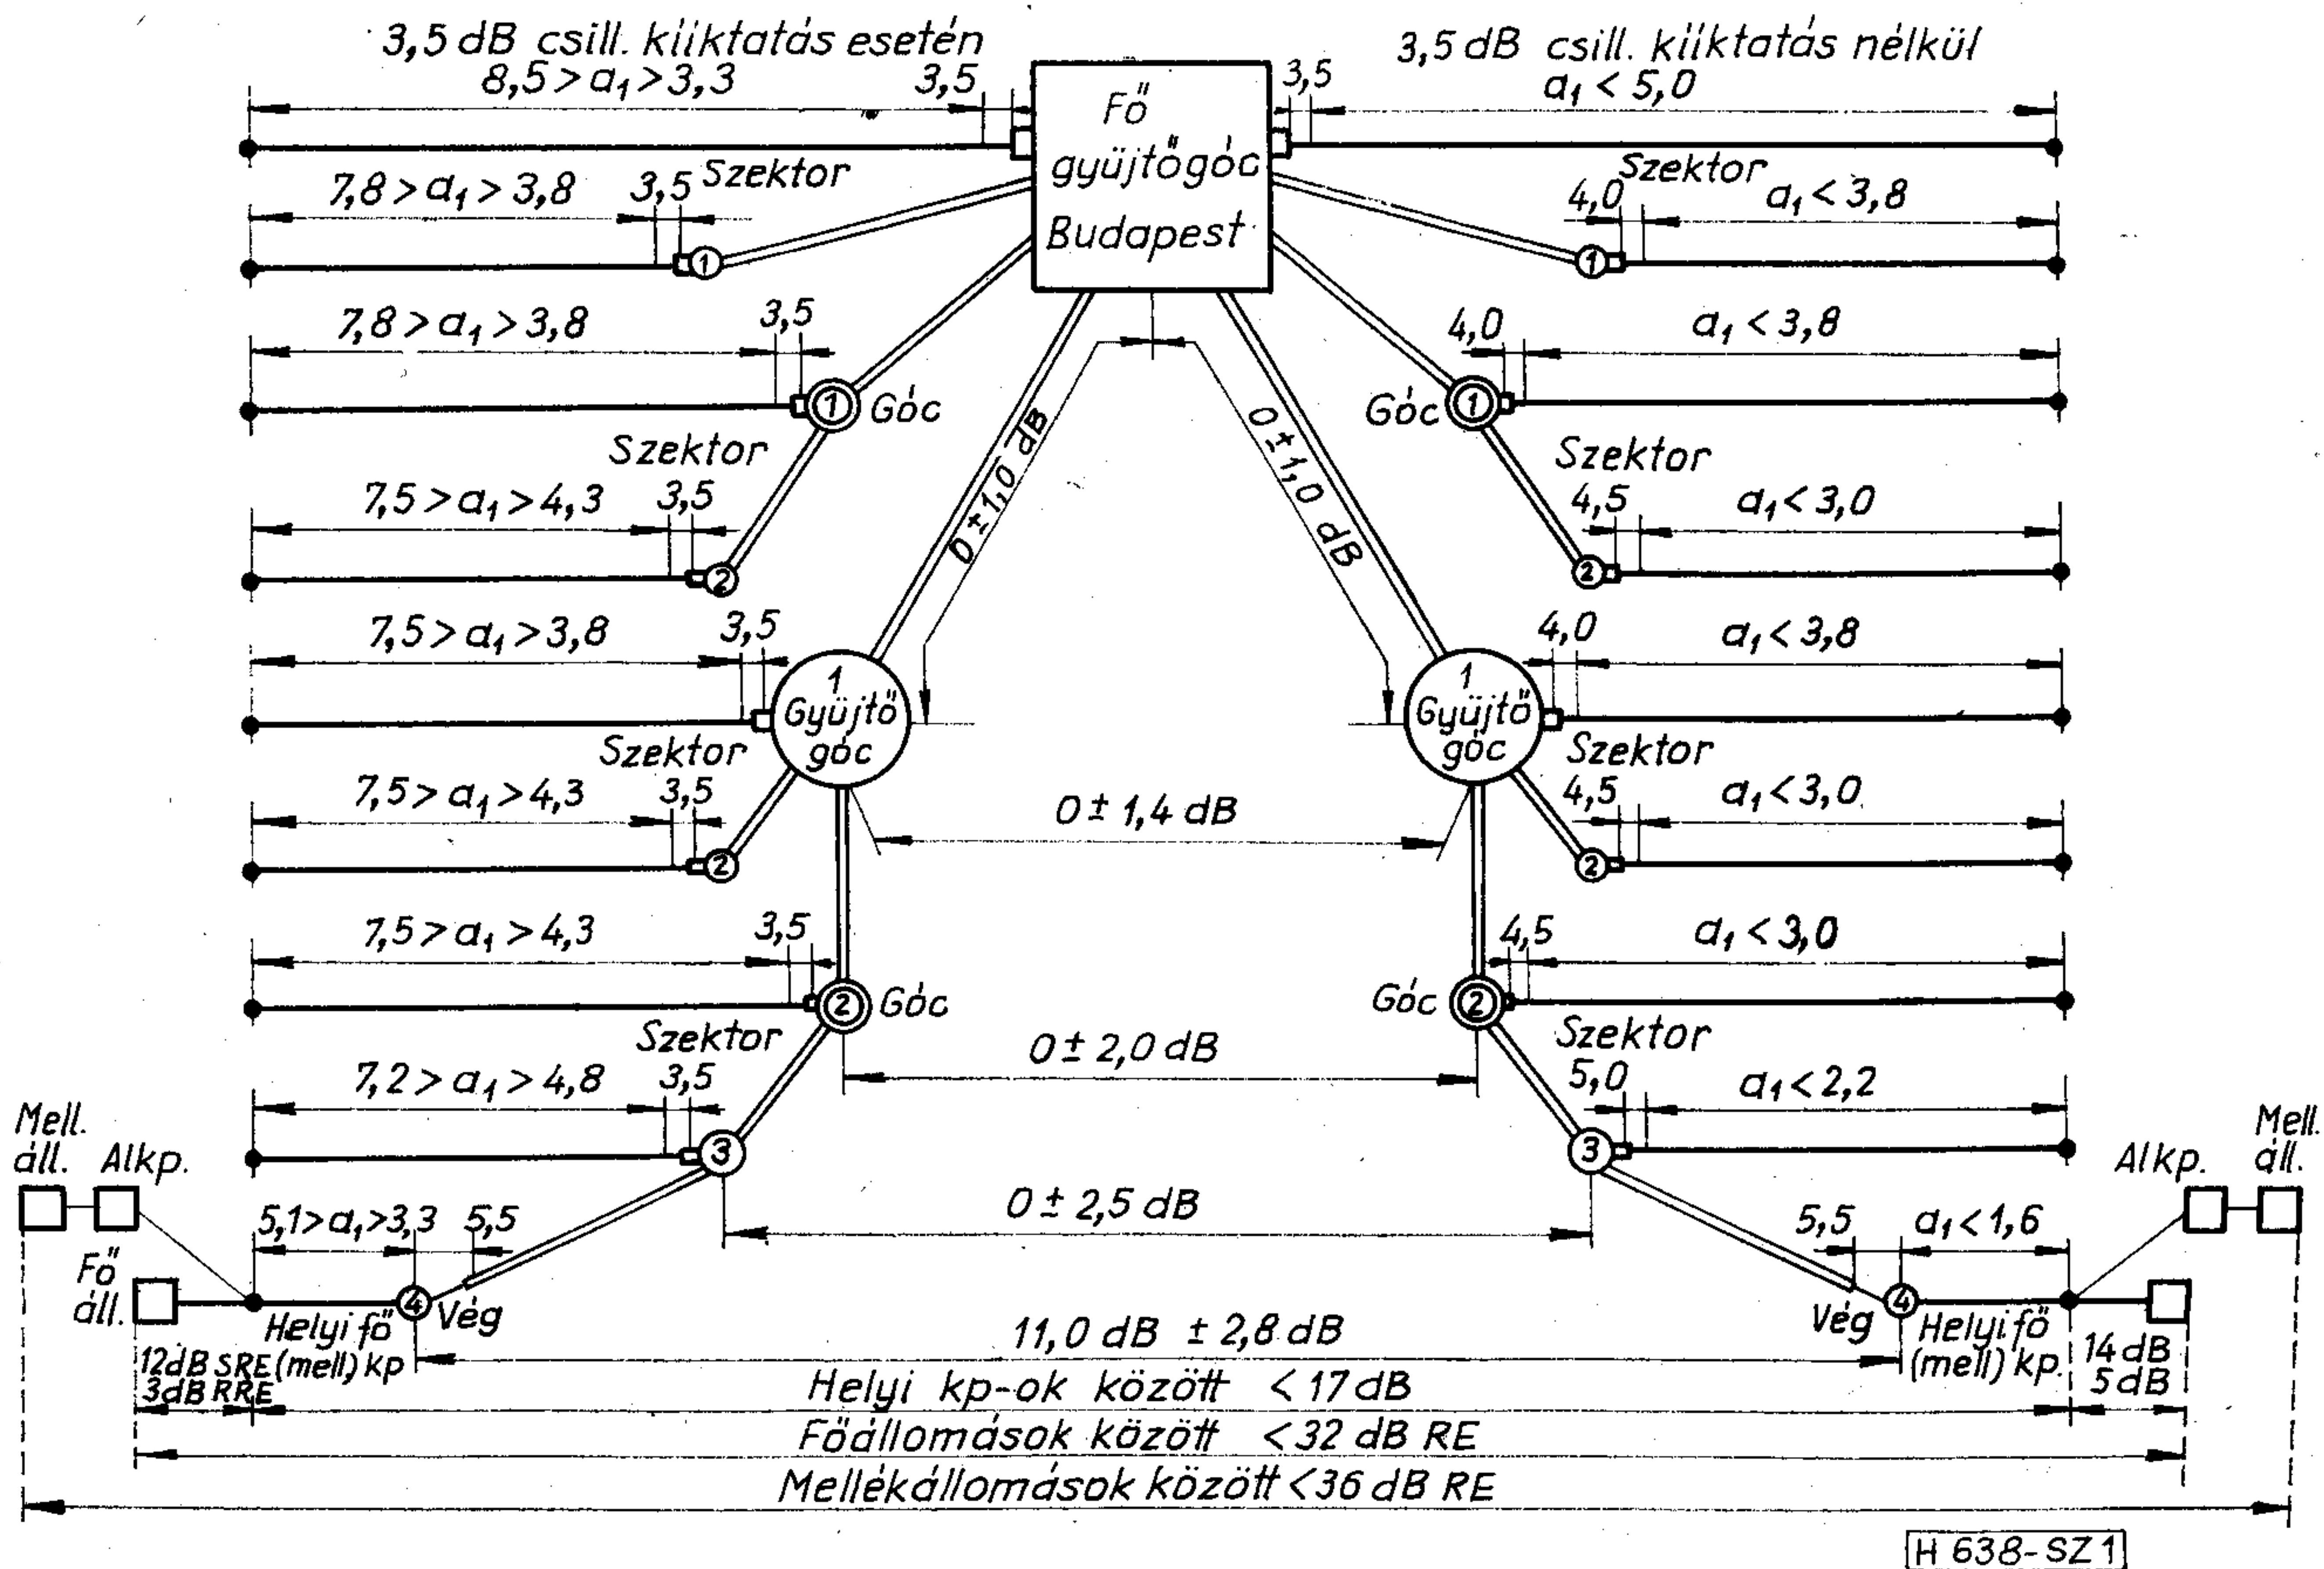 3,5 dB csill. kiiktatás esetén
3,5 dB csill. kiiktatás nélkül
8,5 > a₁ > 3,3
3,5
3,5
a₁ < 5,0
Fő
gyűjtőgóc
Budapest
7,8 > a₁ > 3,8
3,5
Szektor
Szektor
4,0
a₁ < 3,8
1
1
7,8 > a₁ > 3,8
3,5
4,0
a₁ < 3,8
1
Góc
Góc
1
0 ± 1,0 dB
0 ± 1,0 dB
Szektor
Szektor
7,5 > a₁ > 4,3
3,5
4,5
a₁ < 3,0
2
2
7,5 > a₁ > 3,8
3,5
4,0
a₁ < 3,8
1
Gyűjtő
góc
1
Gyűjtő
góc
Szektor
Szektor
7,5 > a₁ > 4,3
3,5
4,5
a₁ < 3,0
0 ± 1,4 dB
2
2
7,5 > a₁ > 4,3
3,5
4,5
a₁ < 3,0
2
Góc
Góc
2
Szektor
Szektor
0 ± 2,0 dB
7,2 > a₁ > 4,8
3,5
5,0
a₁ < 2,2
3
3
Mell.
áll.
Alkp.
Alkp.
Mell.
áll.
0 ± 2,5 dB
5,1 > a₁ > 3,3
5,5
5,5
a₁ < 1,6
Fő
áll.
4
Vég
Vég
4
Helyi fő
(mell) kp
Helyi fő
(mell) kp.
11,0 dB ± 2,8 dB
12dB SRE
3dB RRE
14 dB
5 dB
Helyi kp-ok között < 17 dB
Főállomások között < 32 dB RE
Mellékállomások között < 36 dB RE
H 638-SZ1